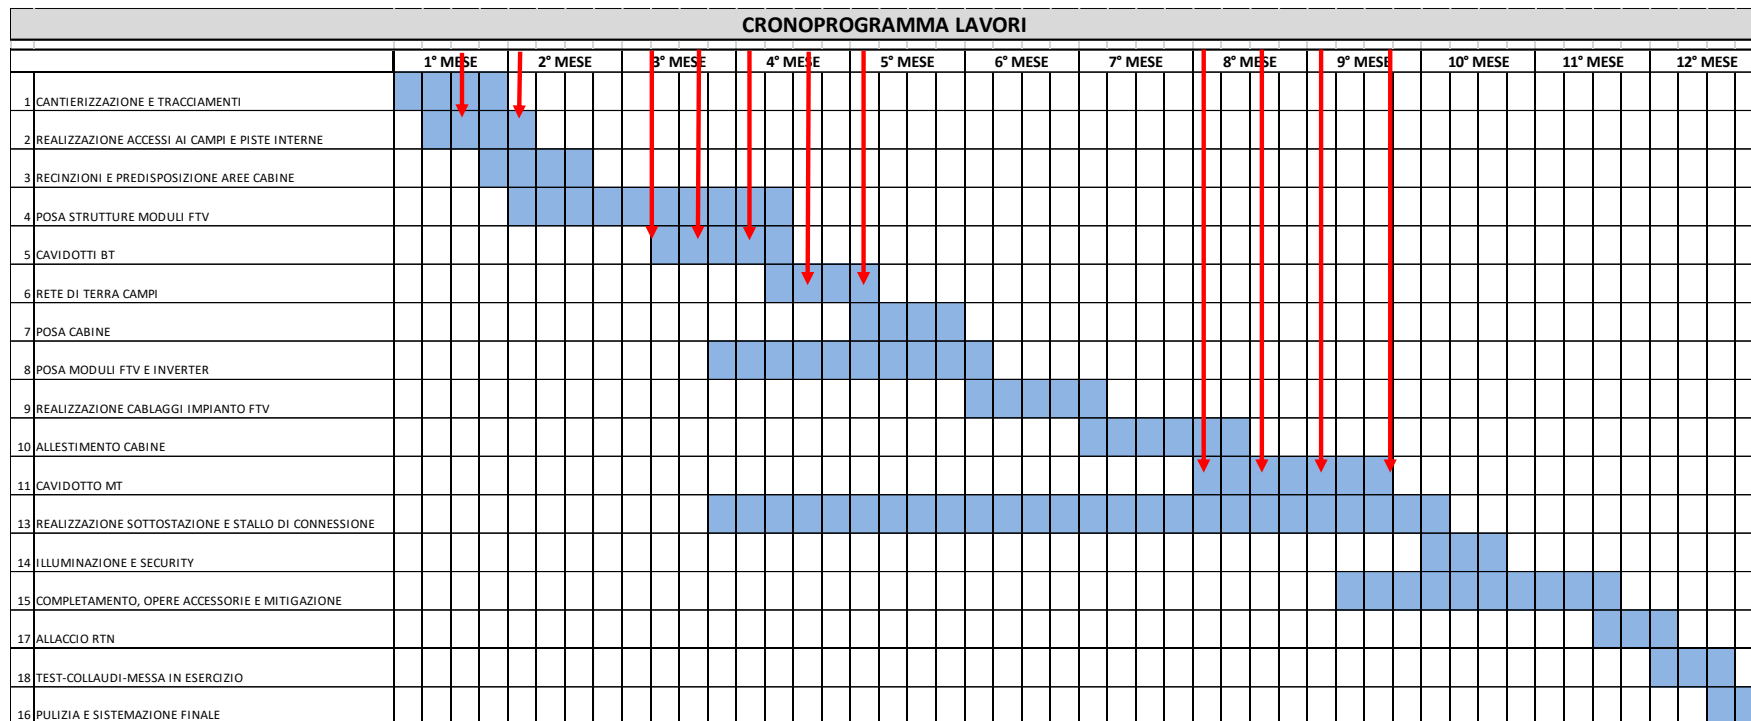 CRONOPROGRAMMA LAVORI
1° MESE 2° MESE 3° MESE 4° MESE 5° MESE 6° MESE 7° MESE 8° MESE 9° MESE 10° MESE 11° MESE 12° MESE
1 CANTIERIZZAZIONE E TRACCIAMENTI
2 REALIZZAZIONE ACCESSI AI CAMPI E PISTE INTERNE
3 RECINZIONI E PREDISPOSIZIONE AREE CABINE
4 POSA STRUTTURE MODULI FTV
5 CAVIDOTTI BT
6 RETE DI TERRA CAMPI
7 POSA CABINE
8 POSA MODULI FTV E INVERTER
9 REALIZZAZIONE CABLAGGI IMPIANTO FTV
10 ALLESTIMENTO CABINE
11 CAVIDOTTO MT
13 REALIZZAZIONE SOTTOSTAZIONE E STALLO DI CONNESSIONE
14 ILLUMINAZIONE E SECURITY
15 COMPLETAMENTO, OPERE ACCESSORIE E MITIGAZIONE
17 ALLACCIO RTN
18 TEST-COLLAUDI-MESSA IN ESERCIZIO
16 PULIZIA E SISTEMAZIONE FINALE